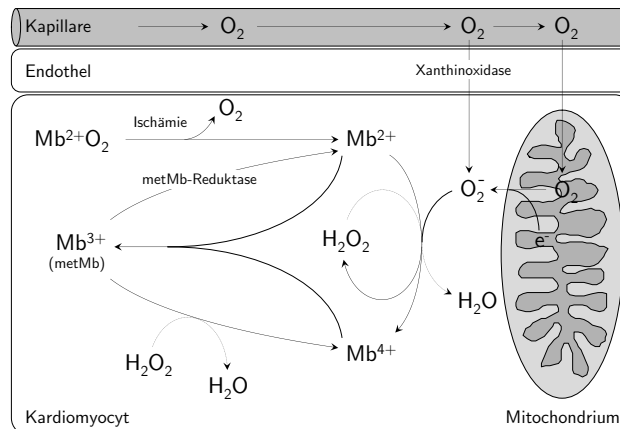 Kapillare O₂ O₂ O₂
Endothel Xanthinoxidase
Ischämie O₂
Mb²⁺O₂ Mb²⁺
metMb-Reduktase
O₂⁻ O₂
Mb³⁺ H₂O₂ e⁻
(metMb)
H₂O
Mb⁴⁺
H₂O₂
H₂O
Kardiomyocyt Mitochondrium